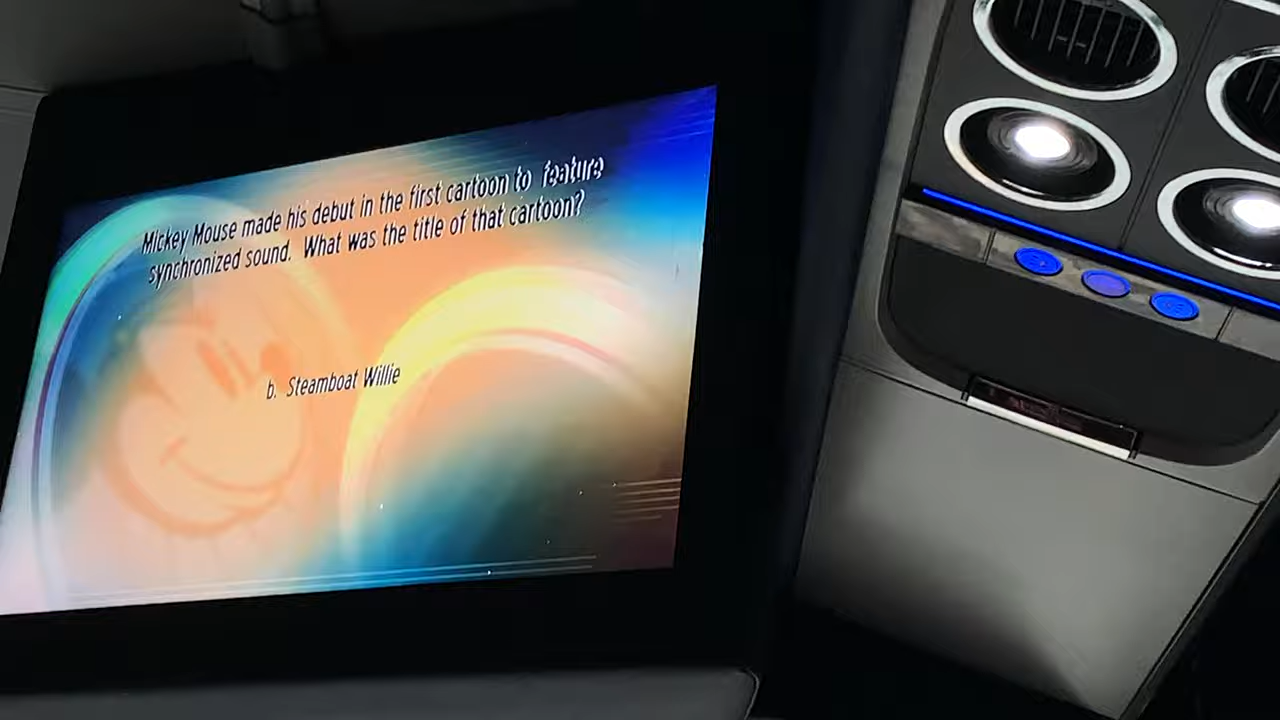 Mickey Mouse made his debut in the first cartoon to feature
synchronized sound. What was the title of that cartoon?
b. Steamboat Willie